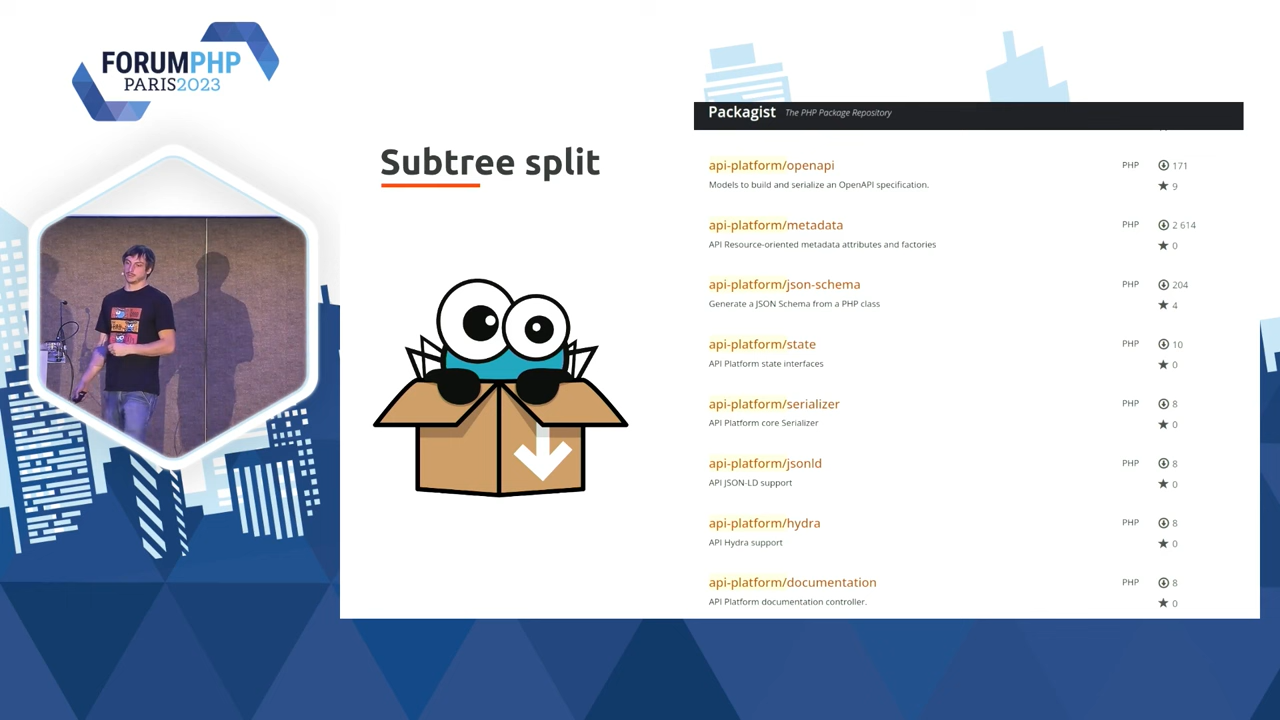 FORUMPHP
PARIS2023
Subtree split
Packagist The PHP Package Repository
api-platform/openapi PHP 171
Models to build and serialize an OpenAPI specification. 9
api-platform/metadata PHP 2 614
API Resource-oriented metadata attributes and factories 0
api-platform/json-schema PHP 204
Generate a JSON Schema from a PHP class 4
api-platform/state PHP 10
API Platform state interfaces 0
api-platform/serializer PHP 8
API Platform core Serializer 0
api-platform/jsonld PHP 8
API JSON-LD support 0
api-platform/hydra PHP 8
API Hydra support 0
api-platform/documentation PHP 8
API Platform documentation controller. 0